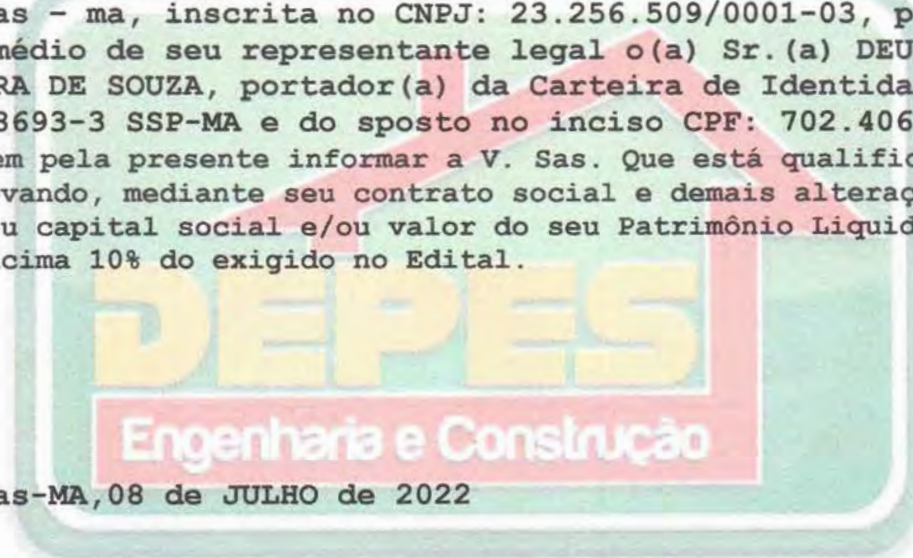 as – ma, inscrita no CNPJ: 23.256.509/0001-03, p
médio de seu representante legal o(a) Sr.(a) DEU
RA DE SOUZA, portador(a) da Carteira de Identida
3693-3 SSP-MA e do sposto no inciso CPF: 702.406
em pela presente informar a V. Sas. Que está qualific
vando, mediante seu contrato social e demais alteraç
u capital social e/ou valor do seu Patrimônio Liquid
cima 10% do exigido no Edital.
DEPES
Engenharia e Construção
as-MA,08 de JULHO de 2022